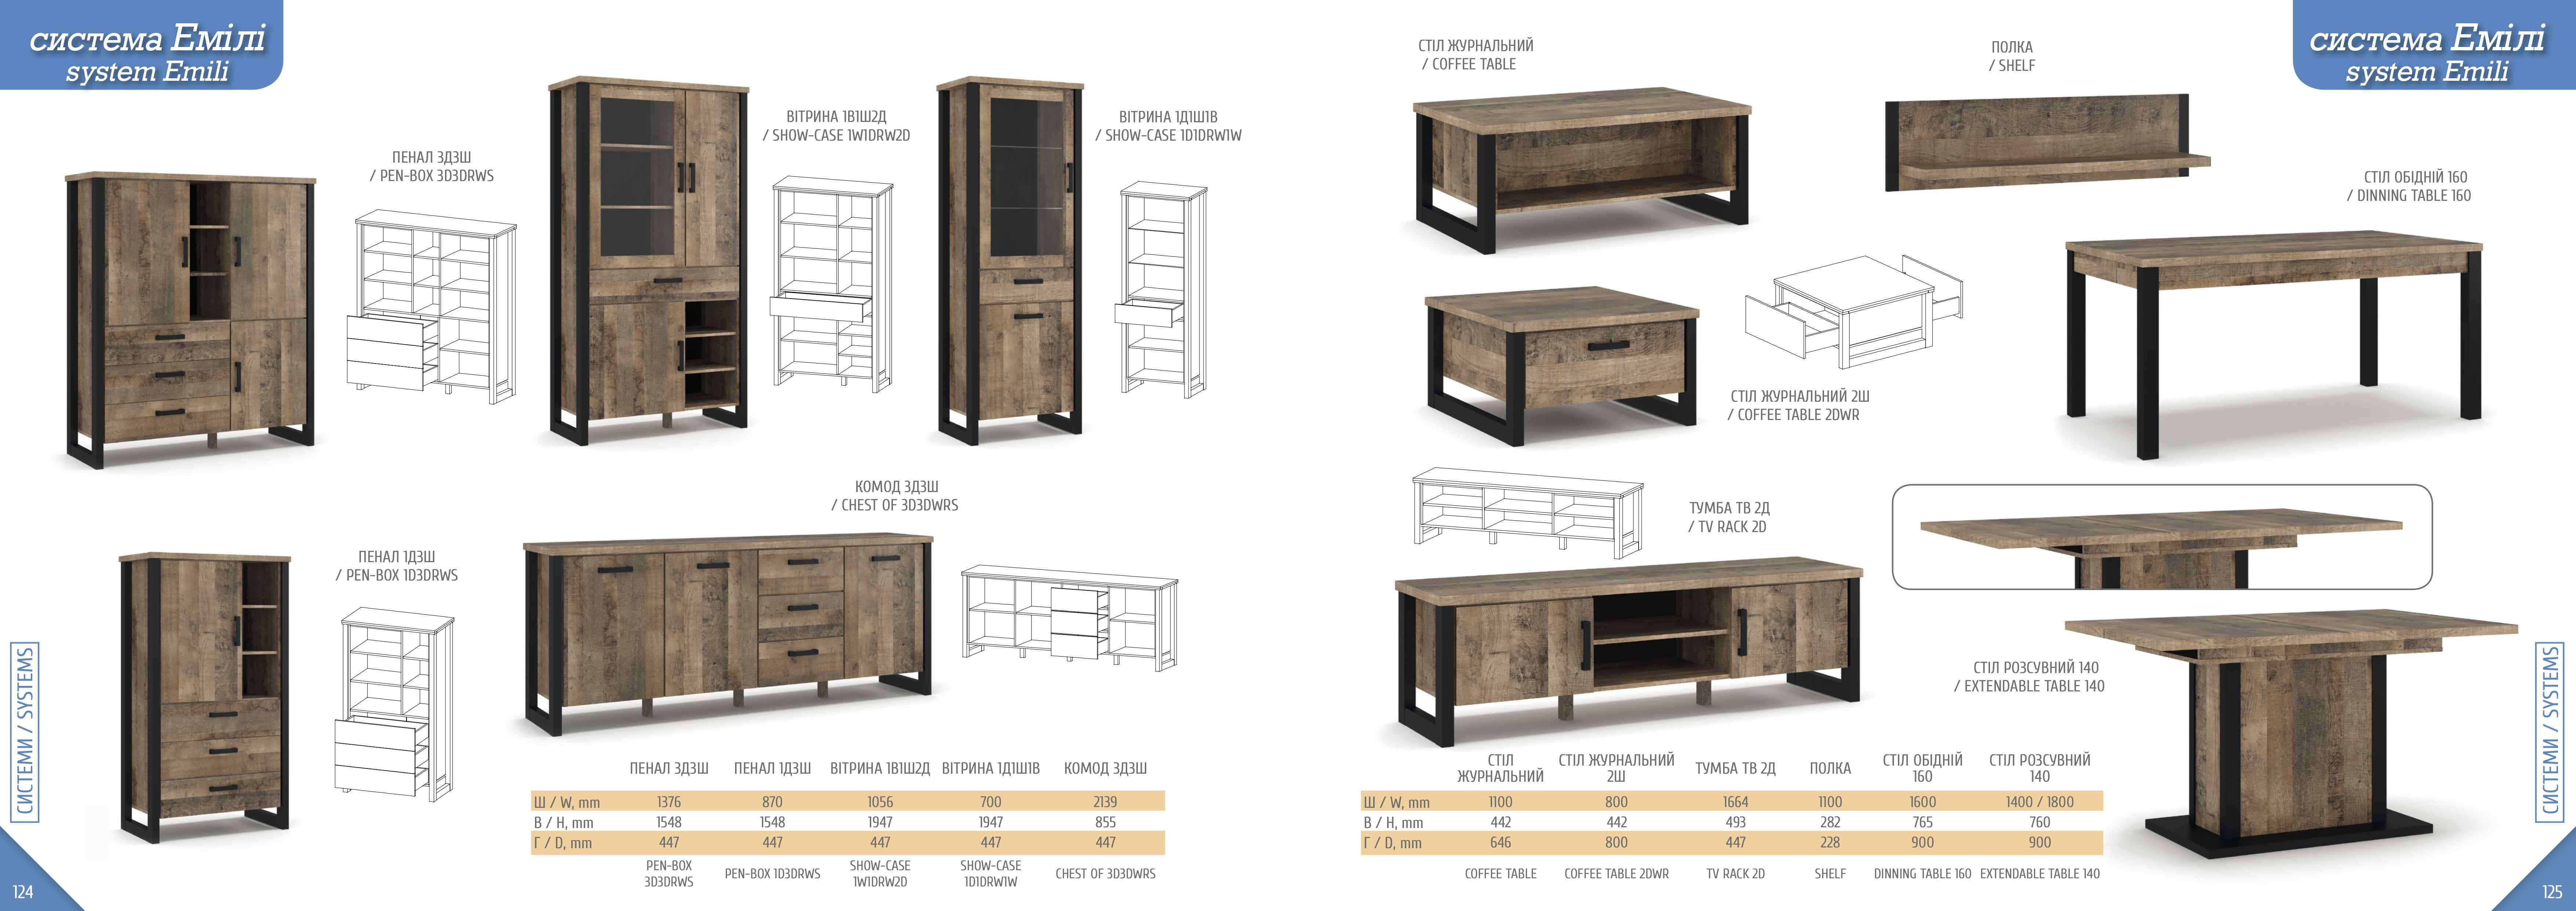 система Емілі
system Emili
ПЕНАЛ 3Д3Ш
/ PEN-BOX 3D3DRWS
ВІТРИНА 1В1Ш2Д
/ SHOW-CASE 1W1DRW2D
ВІТРИНА 1Д1Ш1В
/ SHOW-CASE 1D1DRW1W
ПЕНАЛ 1Д3Ш
/ PEN-BOX 1D3DRWS
КОМОД 3Д3Ш
/ CHEST OF 3D3DWRS
ПЕНАЛ 3Д3Ш ПЕНАЛ 1Д3Ш ВІТРИНА 1В1Ш2Д ВІТРИНА 1Д1Ш1В КОМОД 3Д3Ш
Ш / W, mm 1376 870 1056 700 2139
В / H, mm 1548 1548 1947 1947 855
Г / D, mm 447 447 447 447 447
PEN-BOX 3D3DRWS PEN-BOX 1D3DRWS SHOW-CASE 1W1DRW2D SHOW-CASE 1D1DRW1W CHEST OF 3D3DWRS
СИСТЕМИ / SYSTEMS
124
система Емілі
system Emili
СТІЛ ЖУРНАЛЬНИЙ
/ COFFEE TABLE
ПОЛКА
/ SHELF
СТІЛ ОБІДНІЙ 160
/ DINNING TABLE 160
СТІЛ ЖУРНАЛЬНИЙ 2Ш
/ COFFEE TABLE 2DWR
ТУМБА ТВ 2Д
/ TV RACK 2D
СТІЛ РОЗСУВНИЙ 140
/ EXTENDABLE TABLE 140
СТІЛ ЖУРНАЛЬНИЙ СТІЛ ЖУРНАЛЬНИЙ 2Ш ТУМБА ТВ 2Д ПОЛКА СТІЛ ОБІДНІЙ 160 СТІЛ РОЗСУВНИЙ 140
Ш / W, mm 1100 800 1664 1100 1600 1400 / 1800
В / H, mm 442 442 493 282 765 760
Г / D, mm 646 800 447 228 900 900
COFFEE TABLE COFFEE TABLE 2DWR TV RACK 2D SHELF DINNING TABLE 160 EXTENDABLE TABLE 140
СИСТЕМИ / SYSTEMS
125